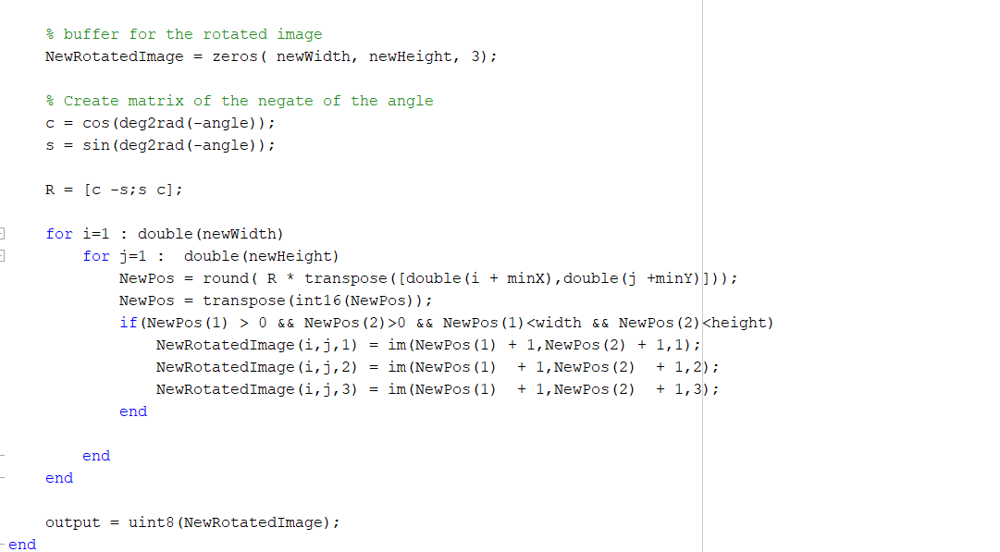 % buffer for the rotated image
NewRotatedImage = zeros( newWidth, newHeight, 3);
% Create matrix of the negate of the angle
c = cos(deg2rad(-angle));
s = sin(deg2rad(-angle));
R = [c -s;s c];
for i=1 : double(newWidth)
for j=1 :  double(newHeight)
NewPos = round( R * transpose([double(i + minX),double(j +minY)]));
NewPos = transpose(int16(NewPos));
if(NewPos(1) > 0 && NewPos(2)>0 && NewPos(1)<width && NewPos(2)<height)
NewRotatedImage(i,j,1) = im(NewPos(1) + 1,NewPos(2) + 1,1);
NewRotatedImage(i,j,2) = im(NewPos(1)  + 1,NewPos(2)  + 1,2);
NewRotatedImage(i,j,3) = im(NewPos(1)  + 1,NewPos(2)  + 1,3);
end
end
end
output = uint8(NewRotatedImage);
end